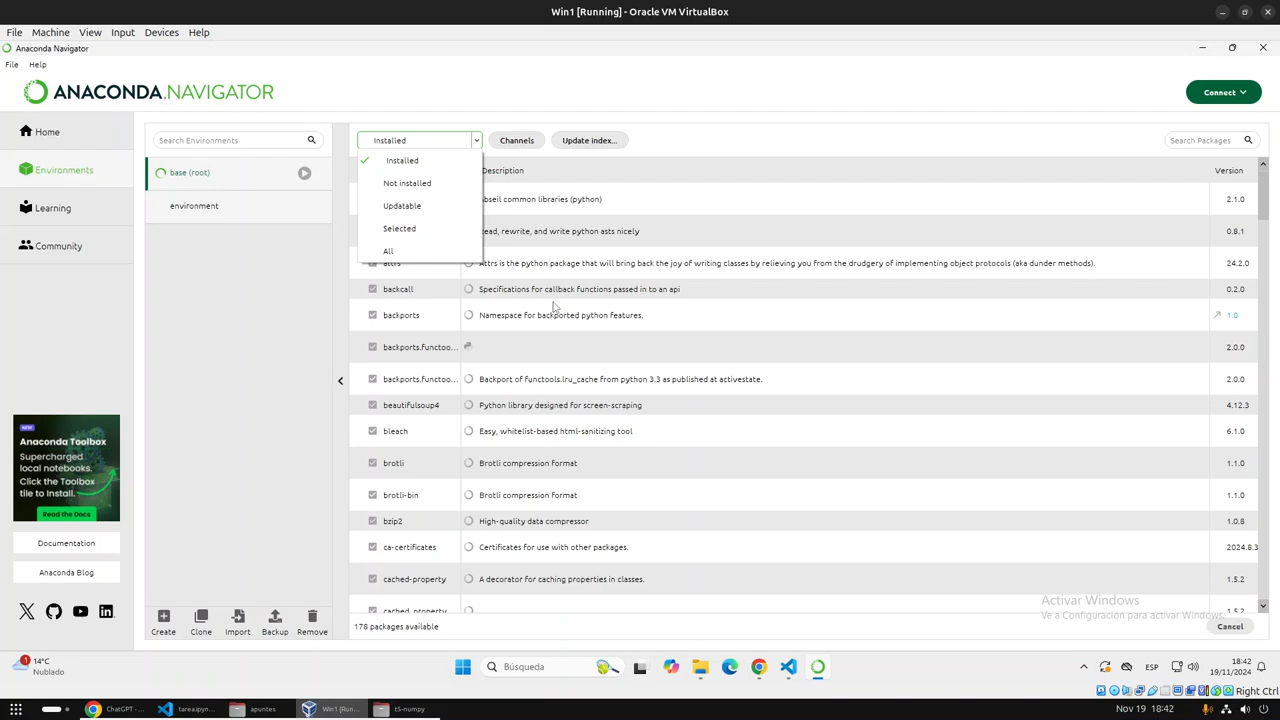 Win1 [Running] - Oracle VM VirtualBox
File Machine View Input Devices Help
Anaconda Navigator
File Help
ANACONDA.NAVIGATOR
Connect
Home
Environments
Learning
Community
NEW
Anaconda Toolbox
Supercharged
local notebooks.
Click the Toolbox
tile to install.
Read the Docs
Documentation
Anaconda Blog
Search Environments
base (root)
environment
Create Clone Import Backup Remove
Installed Channels Update index... Search Packages
Installed
Not installed
Updatable
Selected
All
Description Version
abseil common libraries (python) 2.1.0
ead, rewrite, and write python asts nicely 0.8.1
attrs Attrs is the python package that will bring back the joy of writing classes by relieving you from the drudgery of implementing object protocols (aka dunder methods). 24.2.0
backcall Specifications for callback functions passed in to an api 0.2.0
backports Namespace for backported python features. 1.0
backports.functoo... 2.0.0
backports.functoo... Backport of functools.lru_cache from python 3.3 as published at activestate. 2.0.0
beautifulsoup4 Python library designed for screen-scraping 4.12.3
bleach Easy, whitelist-based html-sanitizing tool 6.1.0
brotli Brotli compression format 1.1.0
brotli-bin Brotli compression format 1.1.0
bzip2 High-quality data compressor 1.0.8
ca-certificates Certificates for use with other packages. 2024.8.3
cached-property A decorator for caching properties in classes. 1.5.2
cached_property 1.5.2
178 packages available
Cancel
Activar Windows
Ve a Configuración para activar Windows.
1
14°C
Nublado
Búsqueda
ESP
18:42
19/11/2024
Right Ctrl
ChatGPT - ... tarea.ipyn... apuntes Win1 [Run... t5-numpy
Nov 19 18:42